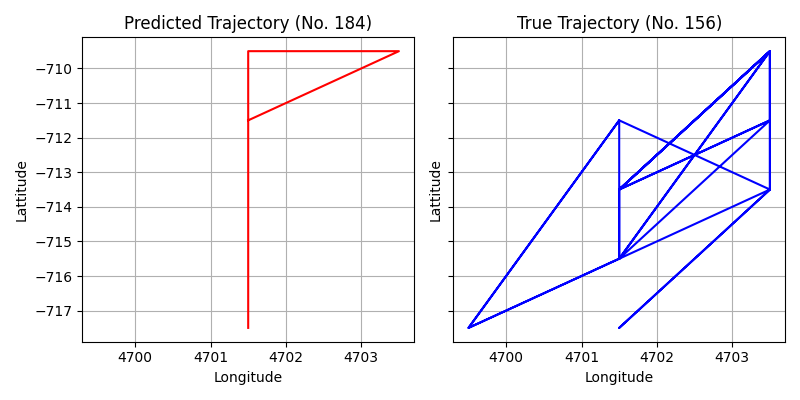 Predicted Trajectory (No. 184)
True Trajectory (No. 156)
Lattitude
−710
−711
−712
−713
−714
−715
−716
−717
4700
4701
4702
4703
Longitude
Lattitude
4700
4701
4702
4703
Longitude